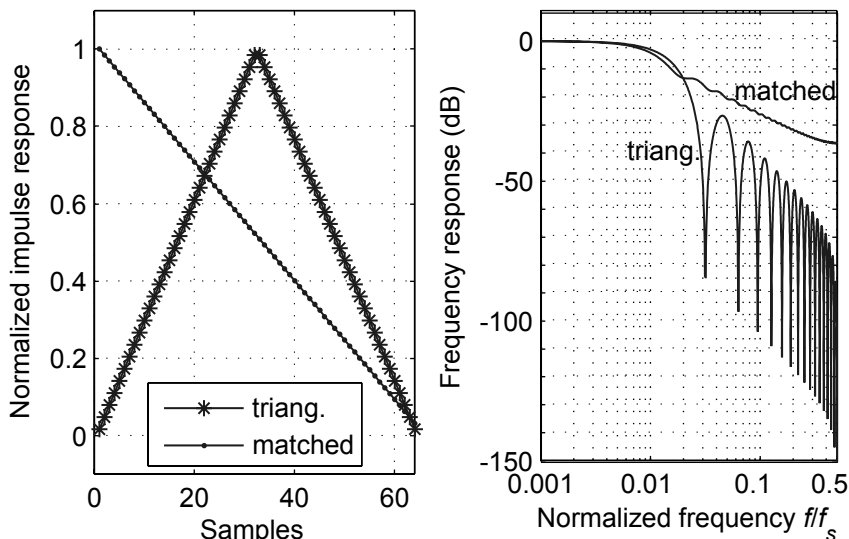 Normalized impulse response
1
0.8
0.6
0.4
0.2
0
triang.
matched
0
20
40
60
Samples
Frequency response (dB)
0
-50
-100
-150
matched
triang.
0.001
0.01
0.1
0.5
Normalized frequency f/fs